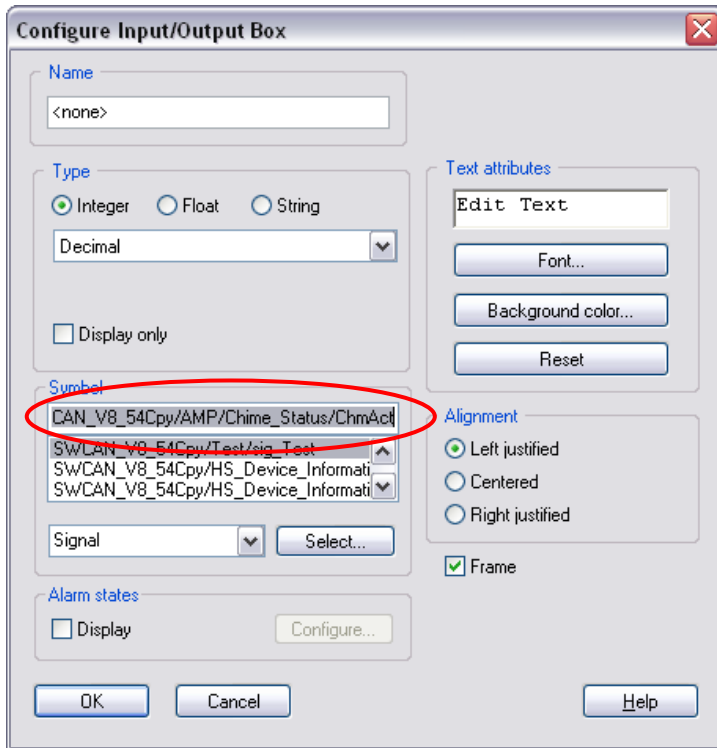 Configure Input/Output Box
Name
<none>
Type
Integer Float String
Decimal
Display only
Symbol
CAN_V8_54Cpy/AMP/Chime_Status/ChmAct
SWCAN_V8_54Cpy/Test/sig_Test
SWCAN_V8_54Cpy/HS_Device_Informati
SWCAN_V8_54Cpy/HS_Device_Informati
Signal
Select...
Alarm states
Display
Configure...
Text attributes
Edit Text
Font...
Background color...
Reset
Alignment
Left justified
Centered
Right justified
Frame
OK
Cancel
Help